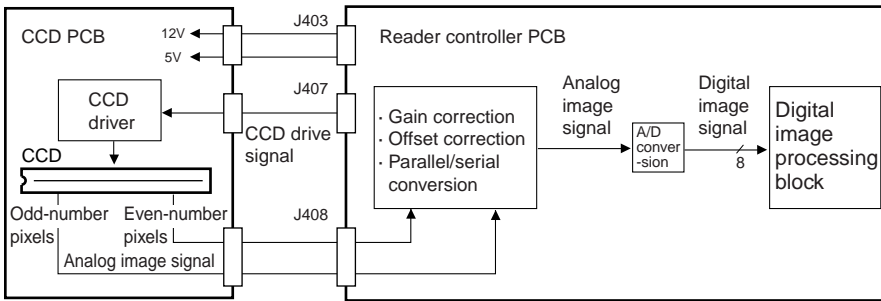 CCD PCB
12V
5V
J403
Reader controller PCB
CCD
driver
J407
CCD drive
signal
CCD
Odd-number
pixels
Even-number
pixels
J408
Analog image signal
· Gain correction
· Offset correction
· Parallel/serial
conversion
Analog
image
signal
A/D
conver
-sion
Digital
image
signal
8
Digital
image
processing
block